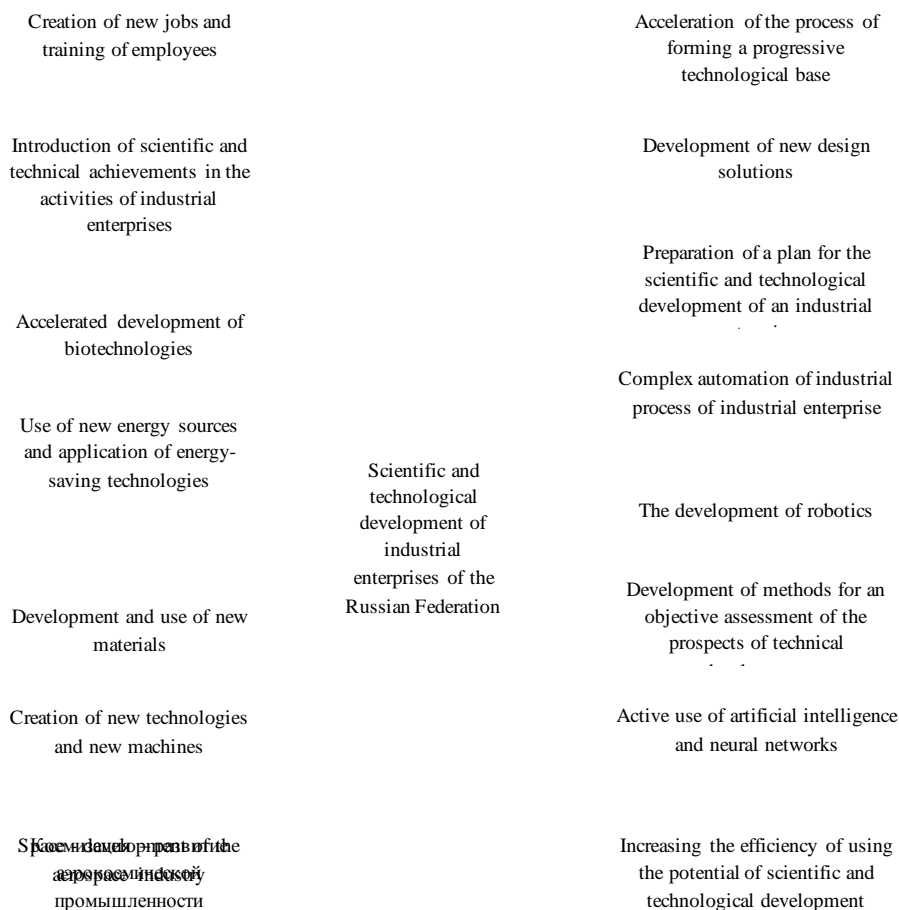 Creation of new jobs and
training of employees
Introduction of scientific and
technical achievements in the
activities of industrial
enterprises
Accelerated development of
biotechnologies
Use of new energy sources
and application of energy-
saving technologies
Development and use of new
materials
Creation of new technologies
and new machines
Space - development of the
aerospace industry
промышленности
Scientific and
technological
development of
industrial
enterprises of the
Russian Federation
Acceleration of the process of
forming a progressive
technological base
Development of new design
solutions
Preparation of a plan for the
scientific and technological
development of an industrial
Complex automation of industrial
process of industrial enterprise
The development of robotics
Development of methods for an
objective assessment of the
prospects of technical
Active use of artificial intelligence
and neural networks
Increasing the efficiency of using
the potential of scientific and
technological development